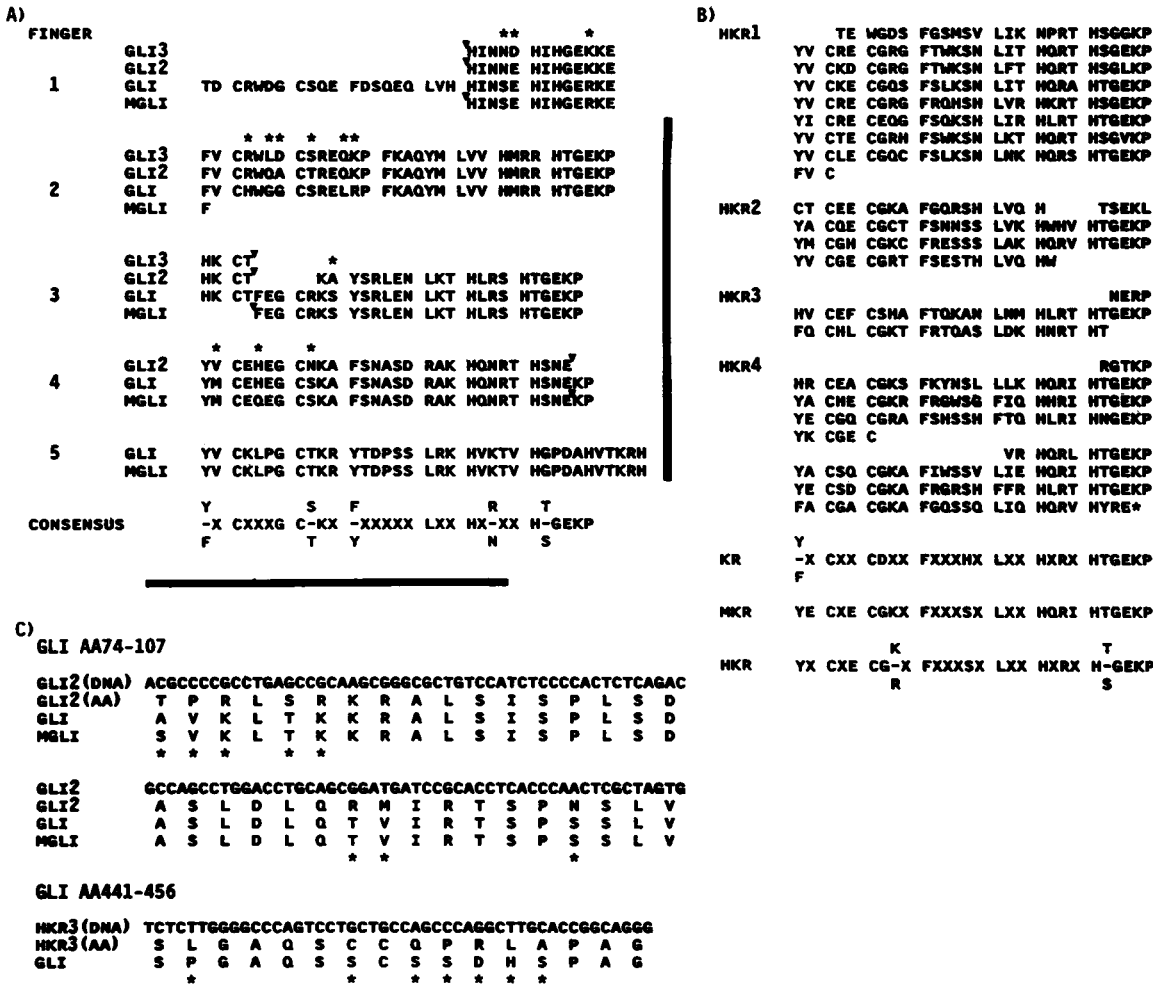 A)
FINGER ** *
GLI3 HINND HIHGEKKE
GLI2 HINNE HIHGEKKE
1 GLI TD CRWDG CSQE FDSQEQ LVH HINSE HIHGERKE
MGLI HINSE HIHGERKE
* ** * **
GLI3 FV CRWLD CSREQKP FKAQYM LVV HMRR HTGEKP
GLI2 FV CRWQA CTREQKP FKAQYM LVV HMRR HTGEKP
2 GLI FV CHWGG CSRELRP FKAQYM LVV HMRR HTGEKP
MGLI F
GLI3 HK CT *
GLI2 HK CT KA YSRLEN LKT HLRS HTGEKP
3 GLI HK CTFEG CRKS YSRLEN LKT HLRS HTGEKP
MGLI FEG CRKS YSRLEN LKT HLRS HTGEKP
* * *
GLI2 YV CEHEG CNKA FSNASD RAK HQNRT HSNE
4 GLI YM CEHEG CSKA FSNASD RAK HQNRT HSNEKP
MGLI YM CEQEG CSKA FSNASD RAK HQNRT HSNEKP
5 GLI YV CKLPG CTKR YTDPSS LRK HVKTV HGPDAHVTKRH
MGLI YV CKLPG CTKR YTDPSS LRK HVKTV HGPDAHVTKRH
Y S F R T
CONSENSUS -X CXXXG C-KX -XXXXX LXX HX-XX H-GEKP
F T Y N S
B)
HKR1 TE WGDS FGSMSV LIK NPRT HSGGKP
YV CRE CGRG FTWKSN LIT HQRT HSGEKP
YV CKD CGRG FTWKSN LFT HQRT HSGLKP
YV CKE CGQS FSLKSN LIT HQRA HTGEKP
YV CRE CGRG FRQHSH LVR HKRT HSGEKP
YI CRE CEQG FSQKSH LIR HLRT HTGEKP
YV CTE CGRH FSWKSN LKT HQRT HSGVKP
YV CLE CGQC FSLKSN LNK HQRS HTGEKP
FV C
HKR2 CT CEE CGKA FGQRSH LVQ H TSEKL
YA CQE CGCT FSNNSS LVK HWHV HTGEKP
YM CGH CGKC FRESSS LAK HQRV HTGEKP
YV CGE CGRT FSESTH LVQ HW
HKR3 NERP
HV CEF CSHA FTQKAN LNM HLRT HTGEKP
FQ CHL CGKT FRTQAS LDK HNRT HT
HKR4 RGTKP
HR CEA CGKS FKYNSL LLK HQRI HTGEKP
YA CHE CGKR FRGWSG FIQ HHRI HTGEKP
YE CGQ CGRA FSHSSH FTQ HLRI HNGEKP
YK CGE C
VR HQRL HTGEKP
YA CSQ CGKA FIWSSV LIE HQRI HTGEKP
YE CSD CGKA FRGRSH FFR HLRT HTGEKP
FA CGA CGKA FGQSSQ LIQ HQRV HYRE*
Y
KR -X CXX CDXX FXXXHX LXX HXRX HTGEKP
F
MKR YE CXE CGKX FXXXSX LXX HQRI HTGEKP
K T
HKR YX CXE CG-X FXXXSX LXX HXRX H-GEKP
R S
C)
GLI AA74-107
GLI2(DNA) ACGCCCCGCCTGAGCCGCAAGCGGGCGCTGTCCATCTCCCCACTCTCAGAC
GLI2(AA) T P R L S R K R A L S I S P L S D
GLI A V K L T K K R A L S I S P L S D
MGLI S V K L T K K R A L S I S P L S D
* * * * *
GLI2 GCCAGCCTGGACCTGCAGCGGATGATCCGCACCTCACCCAACTCGCTAGTG
GLI2 A S L D L Q R M I R T S P N S L V
GLI A S L D L Q T V I R T S P S S L V
MGLI A S L D L Q T V I R T S P S S L V
* * *
GLI AA441-456
HKR3(DNA) TCTCTTGGGGCCCAGTCCTGCTGCCAGCCCAGGCTTGCACCGGCAGGG
HKR3(AA) S L G A Q S C C Q P R L A P A G
GLI S P G A Q S S C S S D H S P A G
* * * * * * *